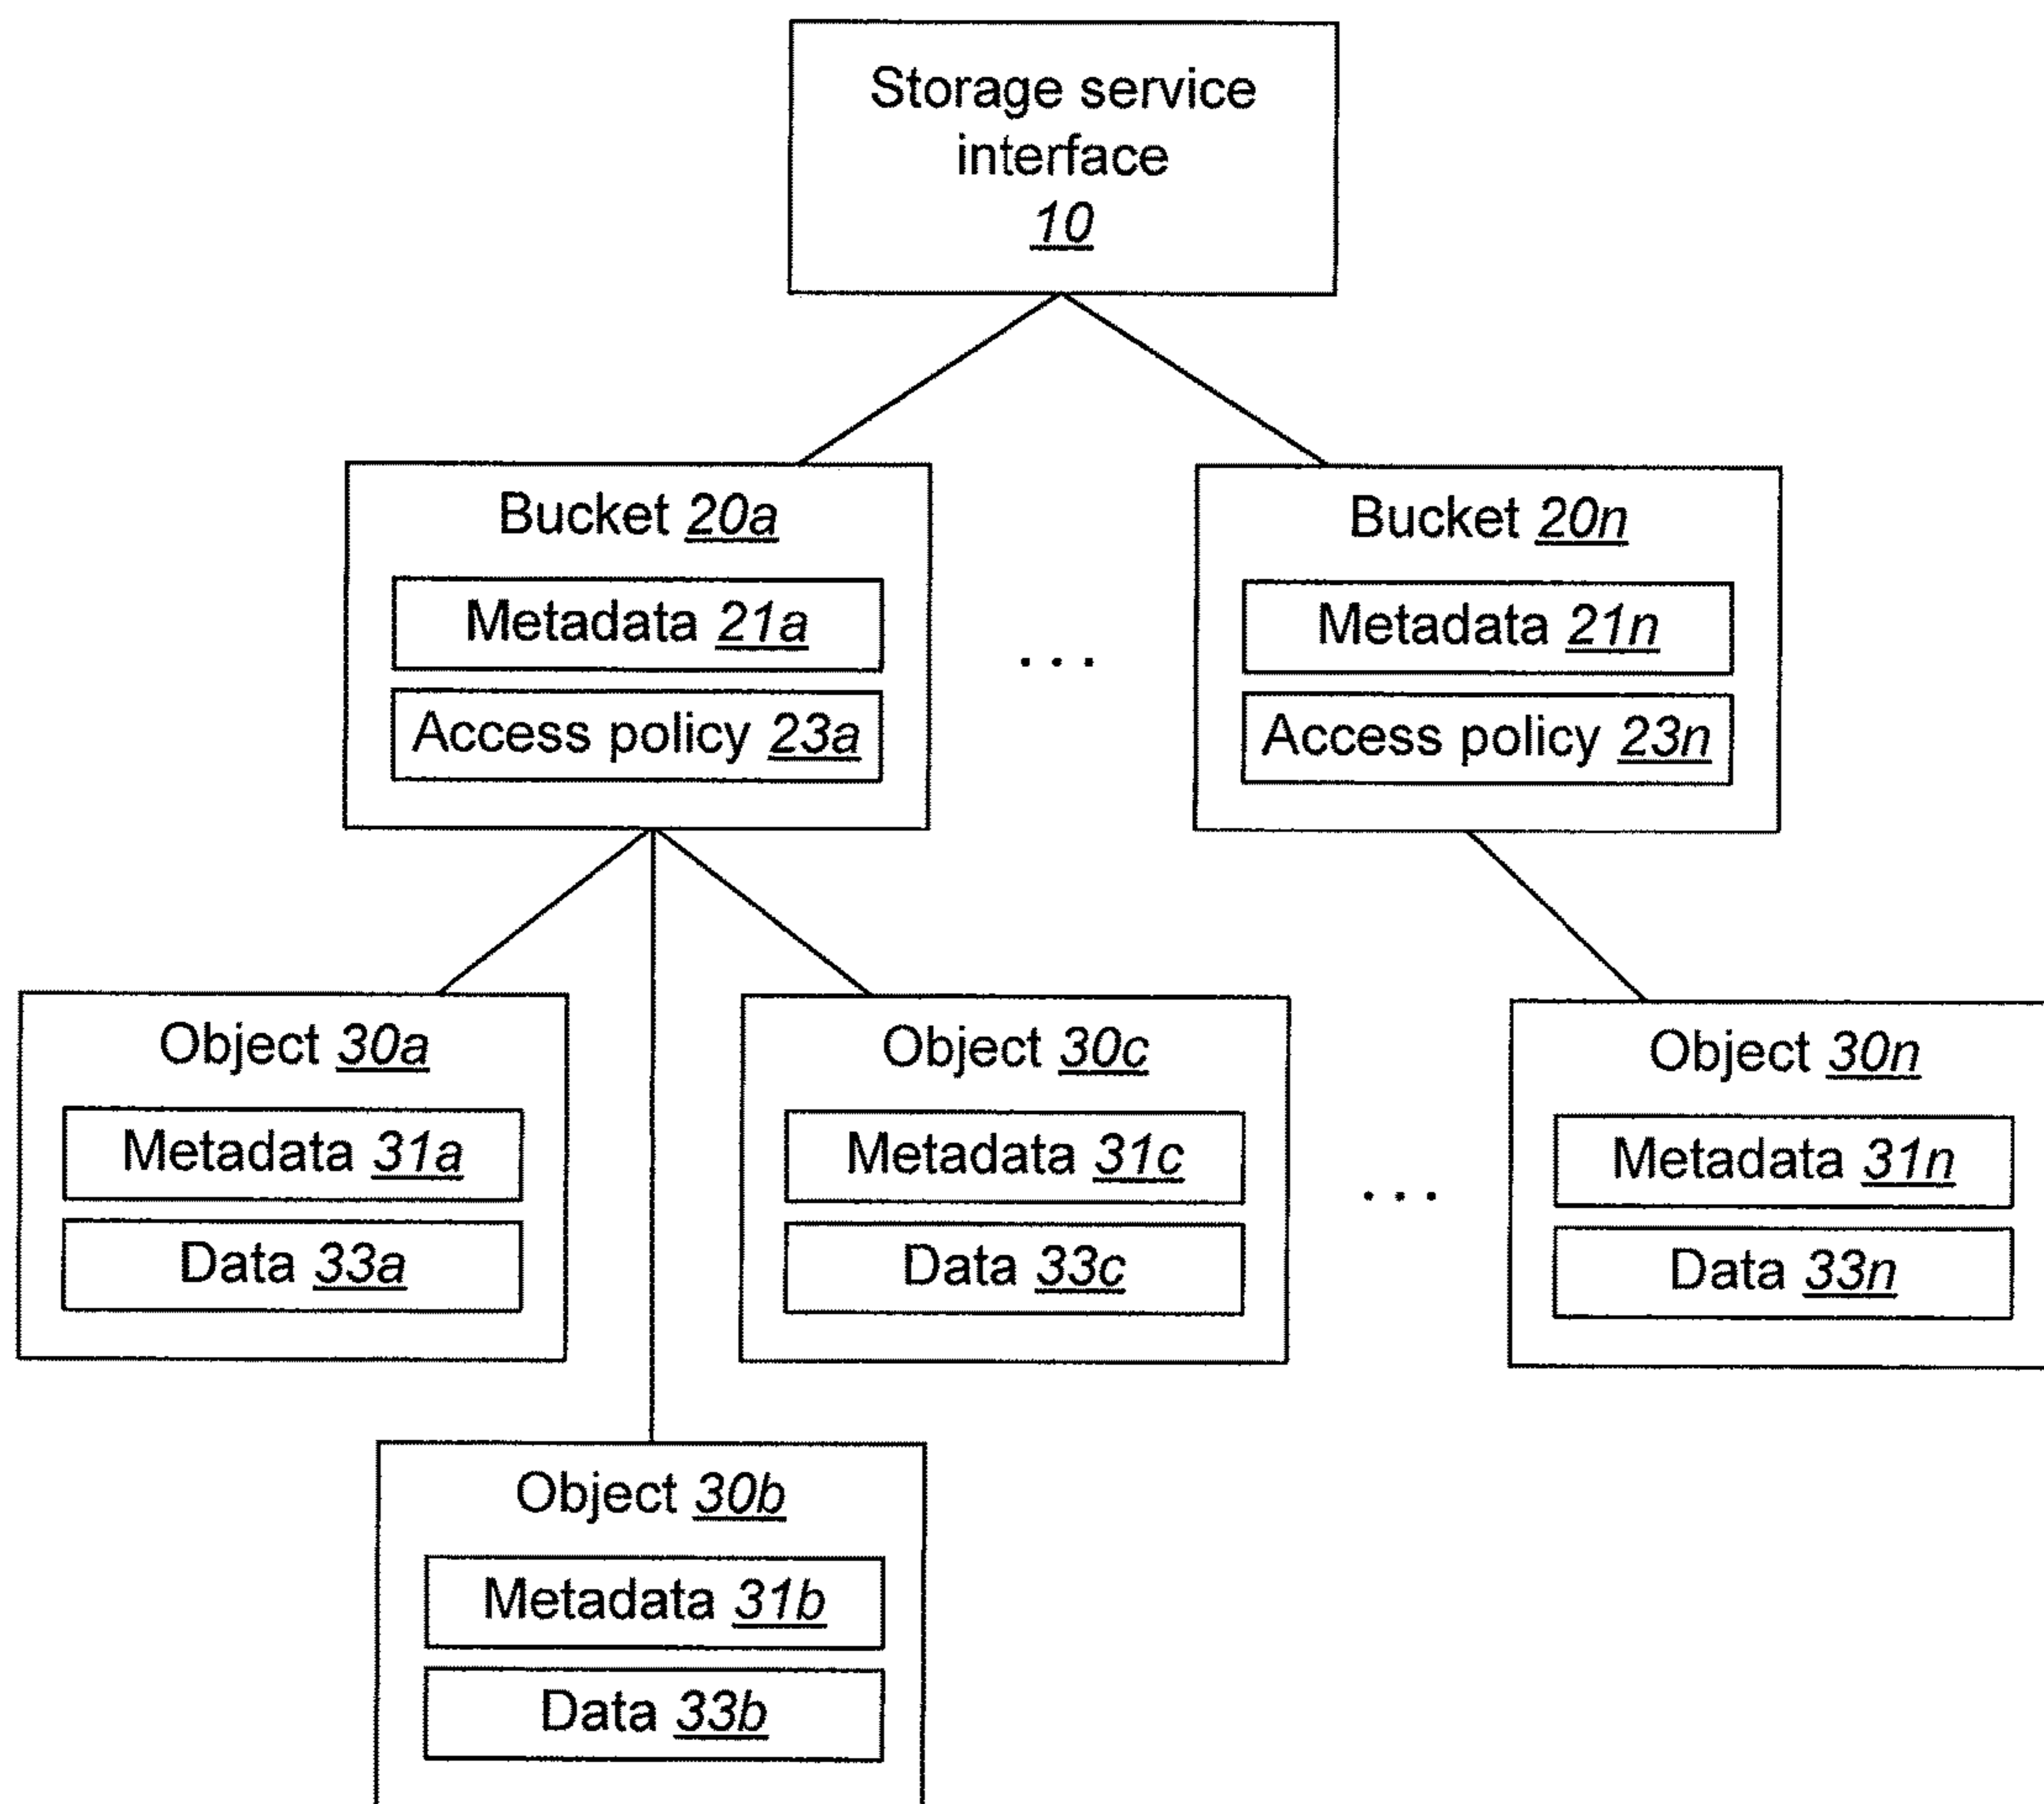 Storage service
interface
10
Bucket 20a
Metadata 21a
Access policy 23a
. . .
Bucket 20n
Metadata 21n
Access policy 23n
Object 30a
Metadata 31a
Data 33a
Object 30c
Metadata 31c
Data 33c
. . .
Object 30n
Metadata 31n
Data 33n
Object 30b
Metadata 31b
Data 33b